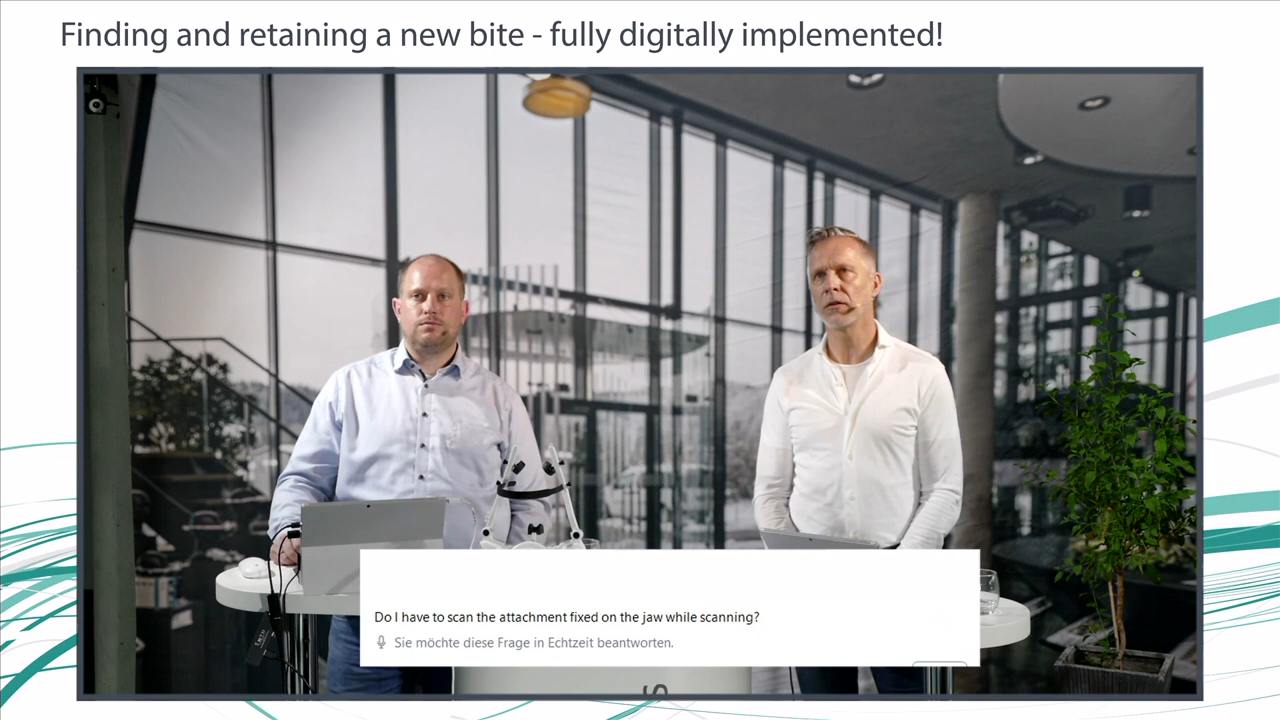 Finding and retaining a new bite - fully digitally implemented!
Do I have to scan the attachment fixed on the jaw while scanning?
Sie möchte diese Frage in Echtzeit beantworten.